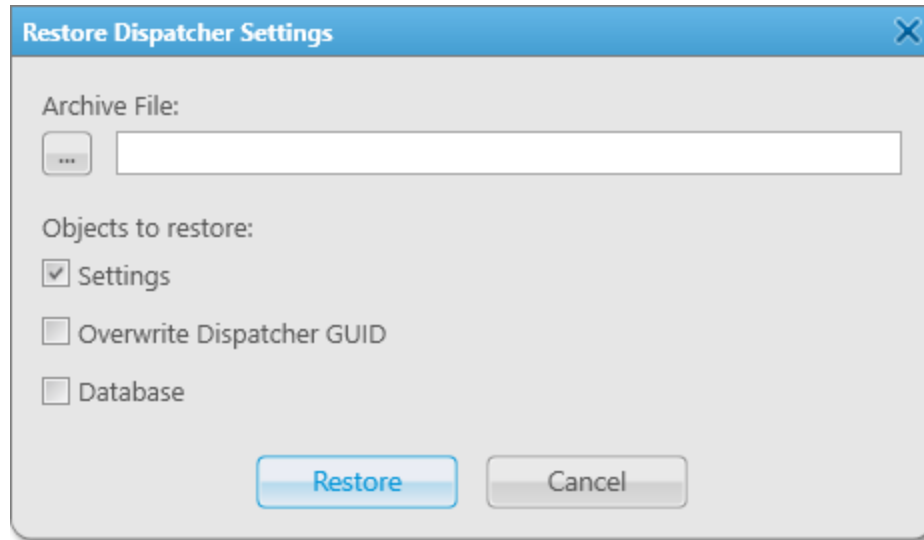 Restore Dispatcher Settings
Archive File:
...
Objects to restore:
Settings
Overwrite Dispatcher GUID
Database
Restore Cancel